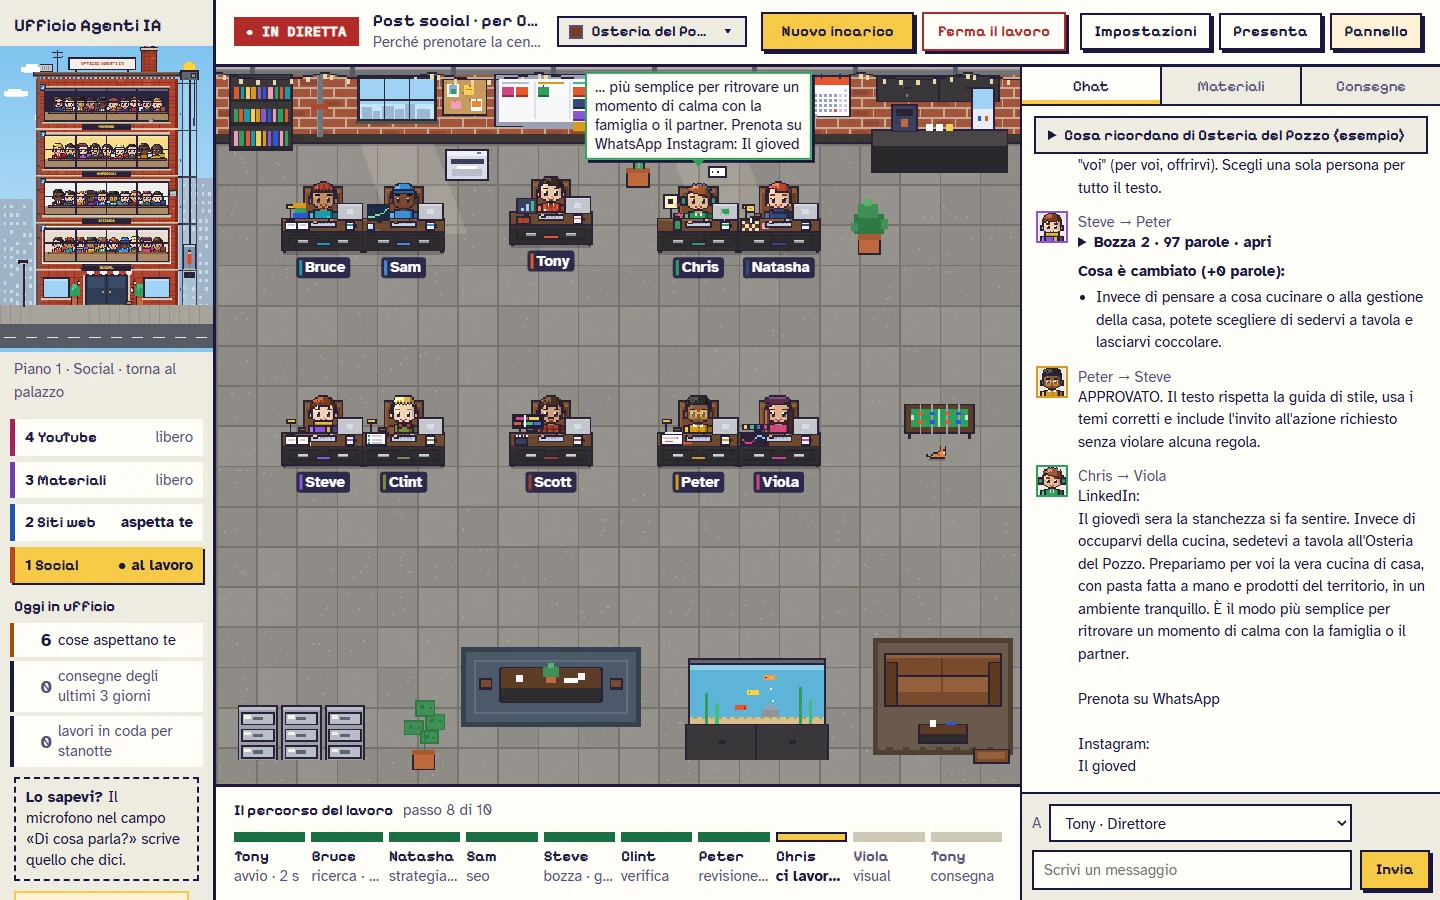 Ufficio Agenti IA
UFFICIO AGENTI IA
Piano 1 · Social · torna al
palazzo
4 YouTube libero
3 Materiali libero
2 Siti web aspetta te
1 Social ● al lavoro
Oggi in ufficio
6 cose aspettano te
0 consegne degli
ultimi 3 giorni
0 lavori in coda per
stanotte
Lo sapevi? Il
microfono nel campo
«Di cosa parla?» scrive
quello che dici.
● IN DIRETTA
Post social · per O...
Perché prenotare la cen...
Osteria del Po... ▼
Nuovo incarico
Ferma il lavoro
Impostazioni
Presenta
Pannello
... più semplice per ritrovare un
momento di calma con la
famiglia o il partner. Prenota su
WhatsApp Instagram: Il gioved
Bruce
Sam
Tony
Chris
Natasha
Steve
Clint
Scott
Peter
Viola
Il percorso del lavoro passo 8 di 10
Tony
avvio · 2 s
Bruce
ricerca · ...
Natasha
strategia...
Sam
seo
Steve
bozza · g...
Clint
verifica
Peter
revisione...
Chris
ci lavor...
Viola
visual
Tony
consegna
Chat
Materiali
Consegne
▶ Cosa ricordano di Osteria del Pozzo (esempio)
"voi" (per voi, offrirvi). Scegli una sola persona per
tutto il testo.
Steve → Peter
▶ Bozza 2 · 97 parole · apri
Cosa è cambiato (+0 parole):
• Invece di pensare a cosa cucinare o alla gestione
della casa, potete scegliere di sedervi a tavola e
lasciarvi coccolare.
Peter → Steve
APPROVATO. Il testo rispetta la guida di stile, usa i
temi corretti e include l'invito all'azione richiesto
senza violare alcuna regola.
Chris → Viola
LinkedIn:
Il giovedì sera la stanchezza si fa sentire. Invece di
occuparvi della cucina, sedetevi a tavola all'Osteria
del Pozzo. Prepariamo per voi la vera cucina di casa,
con pasta fatta a mano e prodotti del territorio, in un
ambiente tranquillo. È il modo più semplice per
ritrovare un momento di calma con la famiglia o il
partner.
Prenota su WhatsApp
Instagram:
Il gioved
A Tony · Direttore
Scrivi un messaggio
Invia